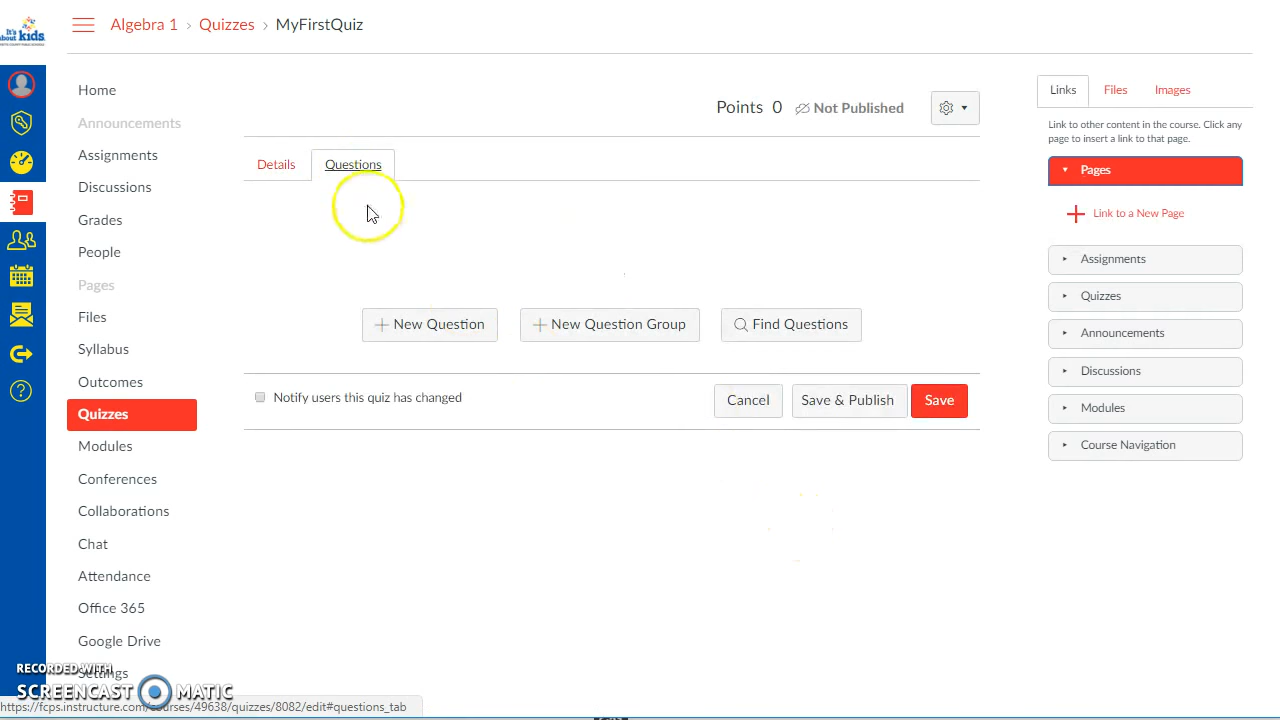 It's about kids.
Algebra 1 › Quizzes › MyFirstQuiz
Home
Announcements
Assignments
Discussions
Grades
People
Pages
Files
Syllabus
Outcomes
Quizzes
Modules
Conferences
Collaborations
Chat
Attendance
Office 365
Google Drive
Settings
Points 0 Not Published
Details Questions
New Question New Question Group Find Questions
Notify users this quiz has changed Cancel Save & Publish Save
Links Files Images
Link to other content in the course. Click any
page to insert a link to that page.
Pages
Link to a New Page
Assignments
Quizzes
Announcements
Discussions
Modules
Course Navigation
RECORDED WITH
SCREENCAST MATIC
https://fcps.instructure.com/courses/49638/quizzes/8082/edit#questions_tab